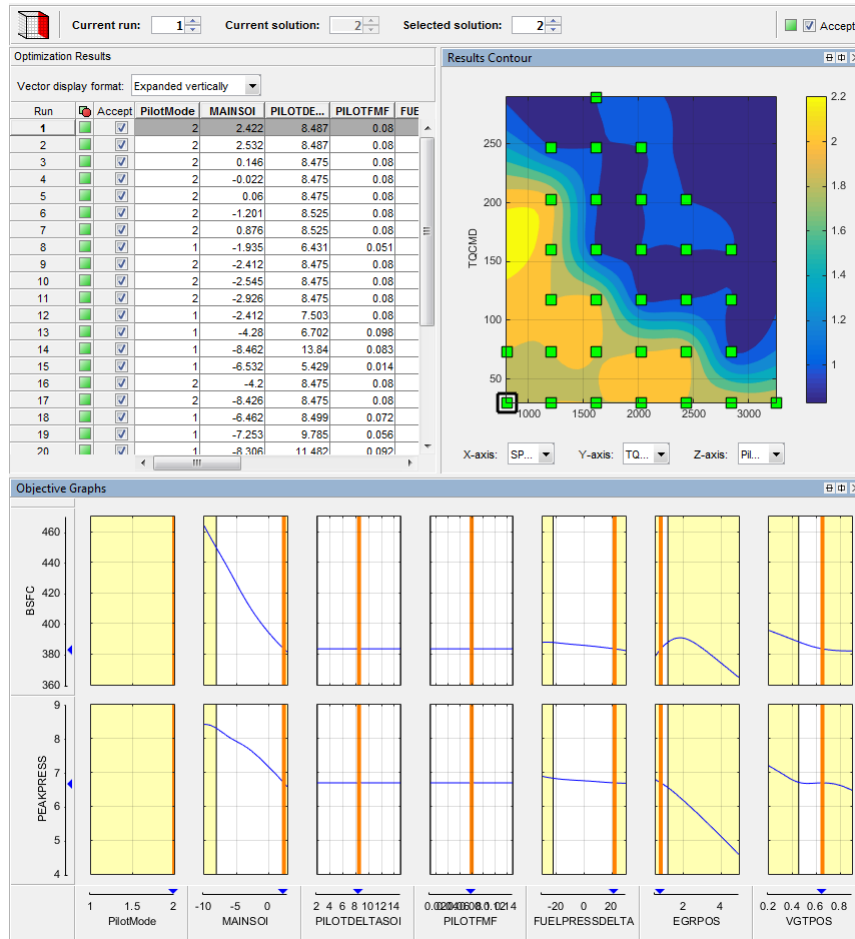 Current run: 1 Current solution: 2 Selected solution: 2 Accept
Optimization Results
Vector display format: Expanded vertically
Run Accept PilotMode MAINSOI PILOTDE... PILOTFMF FUE
1 2 2.422 8.487 0.08
2 2 2.532 8.487 0.08
3 2 0.146 8.475 0.08
4 2 -0.022 8.475 0.08
5 2 0.06 8.475 0.08
6 2 -1.201 8.525 0.08
7 2 0.876 8.525 0.08
8 1 -1.935 6.431 0.051
9 2 -2.412 8.475 0.08
10 2 -2.545 8.475 0.08
11 2 -2.926 8.475 0.08
12 1 -2.412 7.503 0.08
13 1 -4.28 6.702 0.098
14 1 -8.462 13.84 0.083
15 1 -6.532 5.429 0.014
16 2 -4.2 8.475 0.08
17 2 -8.426 8.475 0.08
18 1 -6.462 8.499 0.072
19 1 -7.253 9.785 0.056
20 1 -8.306 11.482 0.092
Results Contour
250
200
150
100
50
TQCMD
1000 1500 2000 2500 3000
2.2
2
1.8
1.6
1.4
1.2
1
X-axis: SP... Y-axis: TQ... Z-axis: Pil...
Objective Graphs
BSFC
460
440
420
400
380
360
PEAKPRESS
9
8
7
6
5
4
1 1.5 2
PilotMode
-10 -5 0
MAINSOI
2 4 6 8 101214
PILOTDELTASOI
PILOTFMF
-20 0 20
FUELPRESSDELTA
2 4
EGRPOS
0.2 0.4 0.6 0.8
VGTPOS